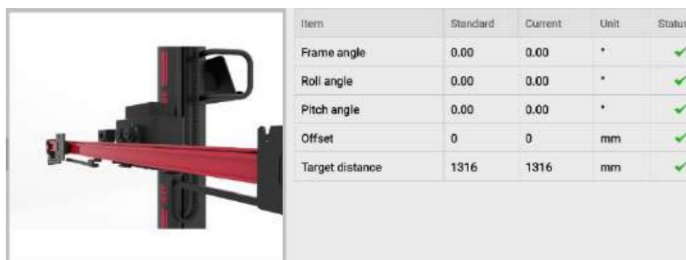 Item Standard Current Unit Status
Frame angle 0.00 0.00 °
Roll angle 0.00 0.00 °
Pitch angle 0.00 0.00 °
Offset 0 0 mm
Target distance 1316 1316 mm